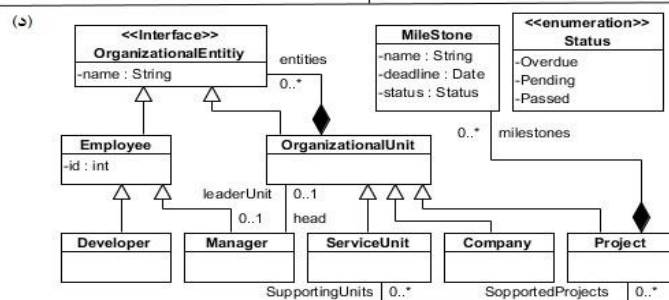 (د)
<<Interface>>
OrganizationalEntitiy
-name : String
entities
0..*
MileStone
-name : String
-deadline : Date
-status : Status
<<enumeration>>
Status
-Overdue
-Pending
-Passed
0..* milestones
Employee
-id : int
OrganizationalUnit
leaderUnit 0..1
0..1 head
Developer
Manager
ServiceUnit
Company
Project
SupportingUnits 0..*
SopportedProjects 0..*